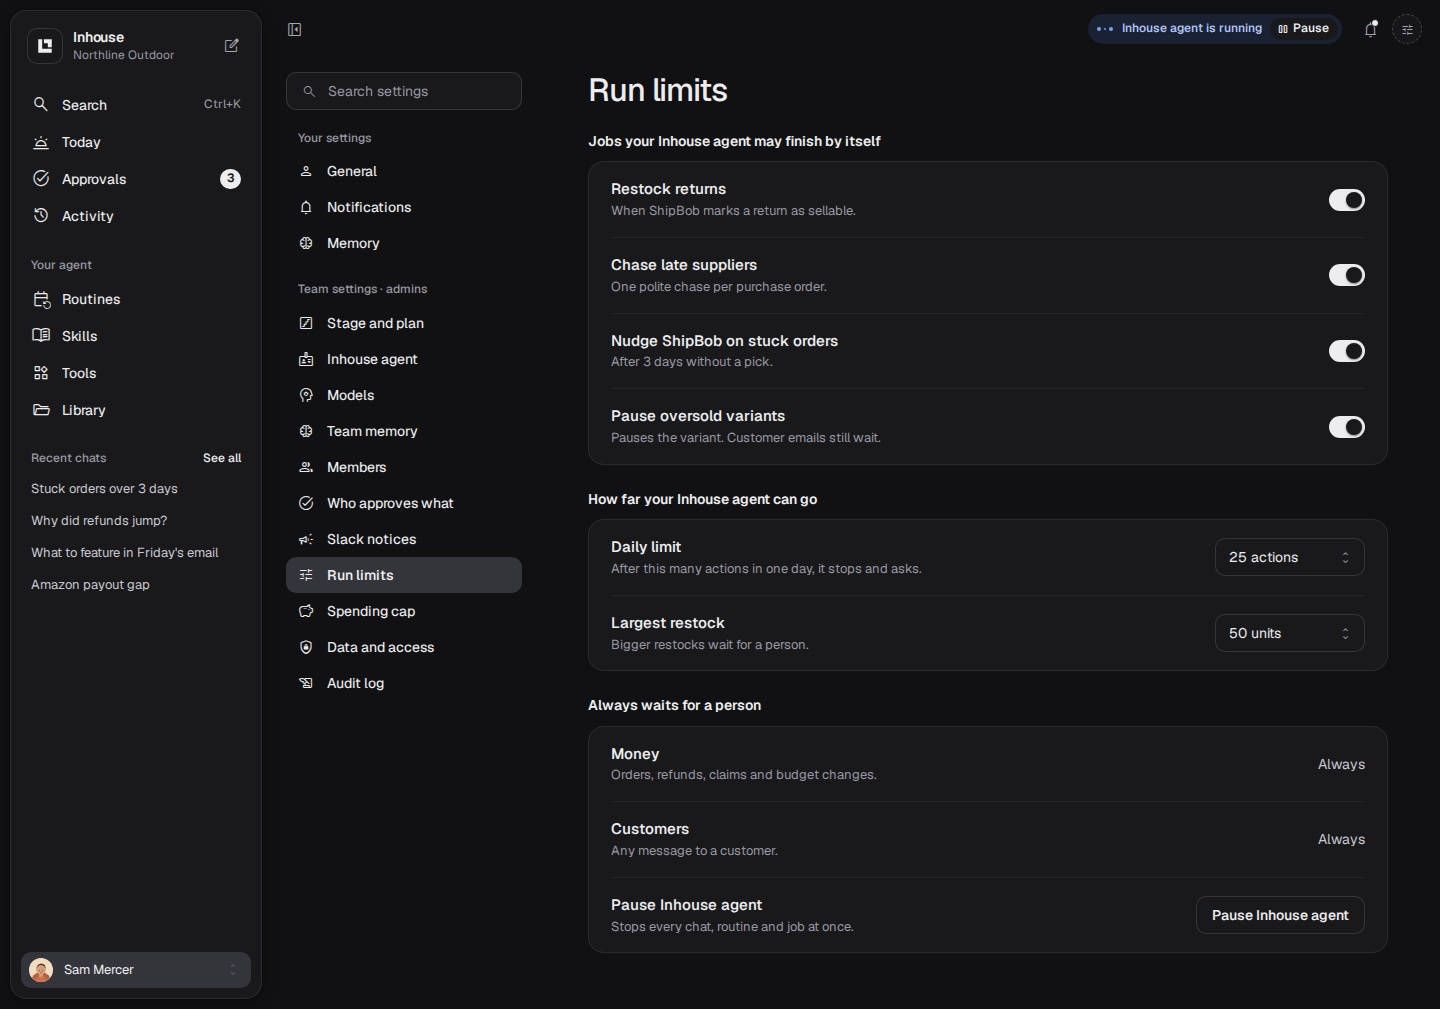 Inhouse
Northline Outdoor
Search
Ctrl+K
Today
Approvals
3
Activity
Your agent
Routines
Skills
Tools
Library
Recent chats
See all
Stuck orders over 3 days
Why did refunds jump?
What to feature in Friday's email
Amazon payout gap
Sam Mercer
Inhouse agent is running
Pause
Search settings
Your settings
General
Notifications
Memory
Team settings · admins
Stage and plan
Inhouse agent
Models
Team memory
Members
Who approves what
Slack notices
Run limits
Spending cap
Data and access
Audit log
Run limits
Jobs your Inhouse agent may finish by itself
Restock returns
When ShipBob marks a return as sellable.
Chase late suppliers
One polite chase per purchase order.
Nudge ShipBob on stuck orders
After 3 days without a pick.
Pause oversold variants
Pauses the variant. Customer emails still wait.
How far your Inhouse agent can go
Daily limit
After this many actions in one day, it stops and asks.
25 actions
Largest restock
Bigger restocks wait for a person.
50 units
Always waits for a person
Money
Orders, refunds, claims and budget changes.
Always
Customers
Any message to a customer.
Always
Pause Inhouse agent
Stops every chat, routine and job at once.
Pause Inhouse agent